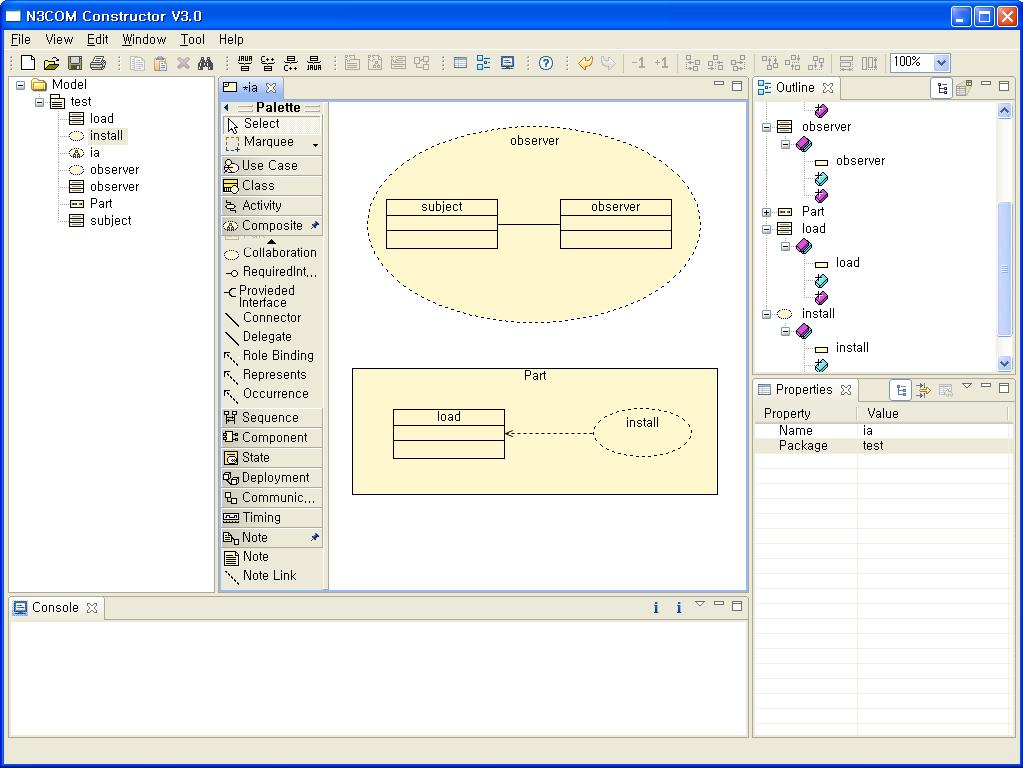 N3COM Constructor V3.0
File View Edit Window Tool Help
-1 +1
100%
Model
test
load
install
ia
observer
observer
Part
subject
*ia
Palette
Select
Marquee
Use Case
Class
Activity
Composite
Collaboration
RequiredInt...
Provieded
Interface
Connector
Delegate
Role Binding
Represents
Occurrence
Sequence
Component
State
Deployment
Communic...
Timing
Note
Note
Note Link
observer
subject
observer
Part
load
install
Outline
observer
observer
Part
load
load
install
install
Properties
Property Value
Name ia
Package test
Console